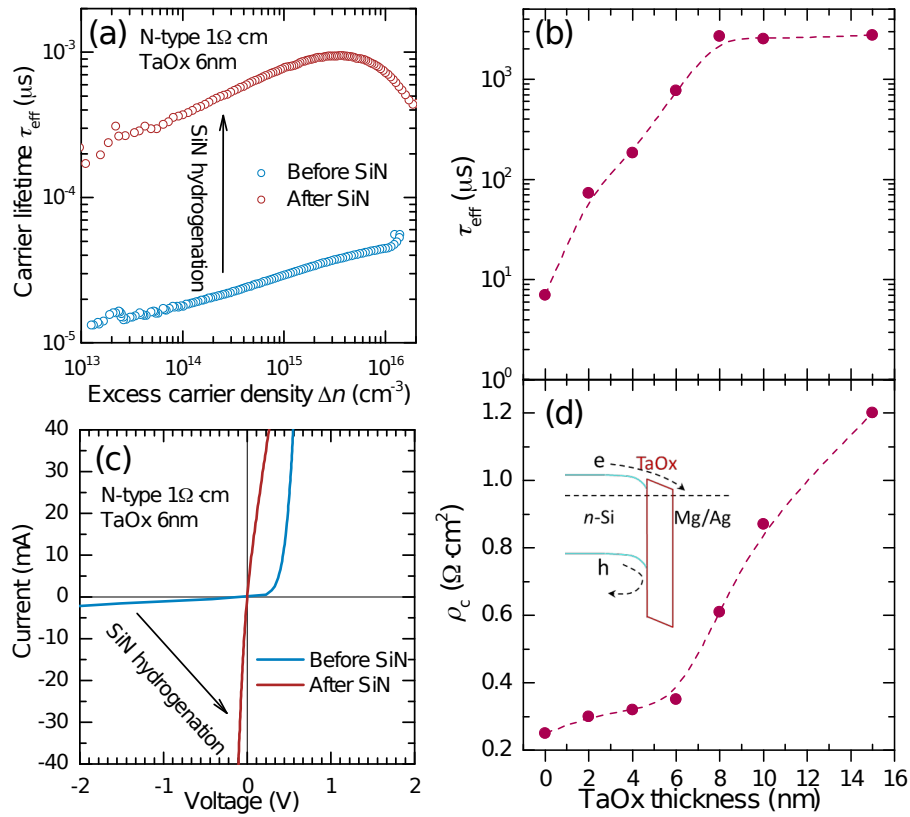 (a)
N-type 1Ω·cm
TaOx 6nm
10⁻³
10⁻⁴
10⁻⁵
Carrier lifetime τeff (μs)
SiN hydrogenation
Before SiN
After SiN
10¹³ 10¹⁴ 10¹⁵ 10¹⁶
Excess carrier density Δn (cm⁻³)
(b)
10³
10²
10¹
10⁰
τeff (μs)
(c)
N-type 1Ω·cm
TaOx 6nm
40
30
20
10
0
-10
-20
-30
-40
Current (mA)
SiN hydrogenation
Before SiN
After SiN
-2 -1 0 1 2
Voltage (V)
(d)
1.2
1.0
0.8
0.6
0.4
0.2
ρc (Ω·cm²)
e
TaOx
n-Si
Mg/Ag
h
0 2 4 6 8 10 12 14 16
TaOx thickness (nm)